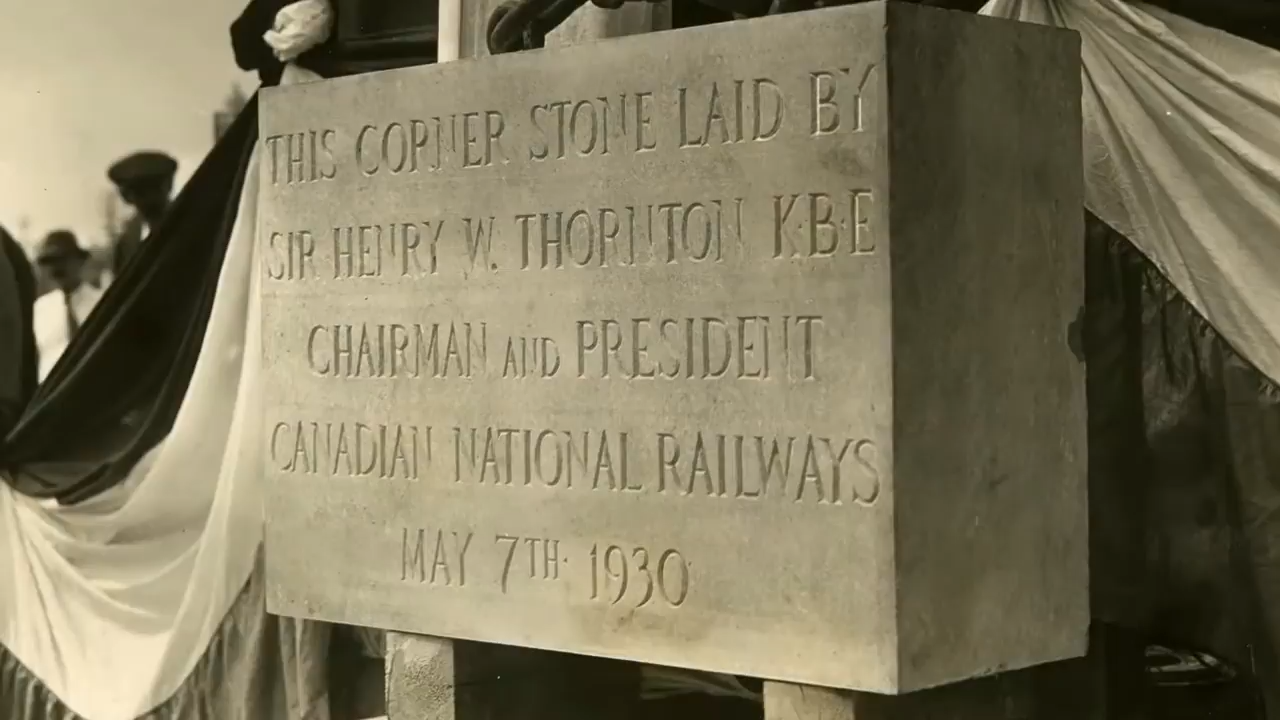 THIS CORNER STONE LAID BY
SIR HENRY W. THORNTON K·B·E
CHAIRMAN AND PRESIDENT
CANADIAN NATIONAL RAILWAYS
MAY 7TH· 1930